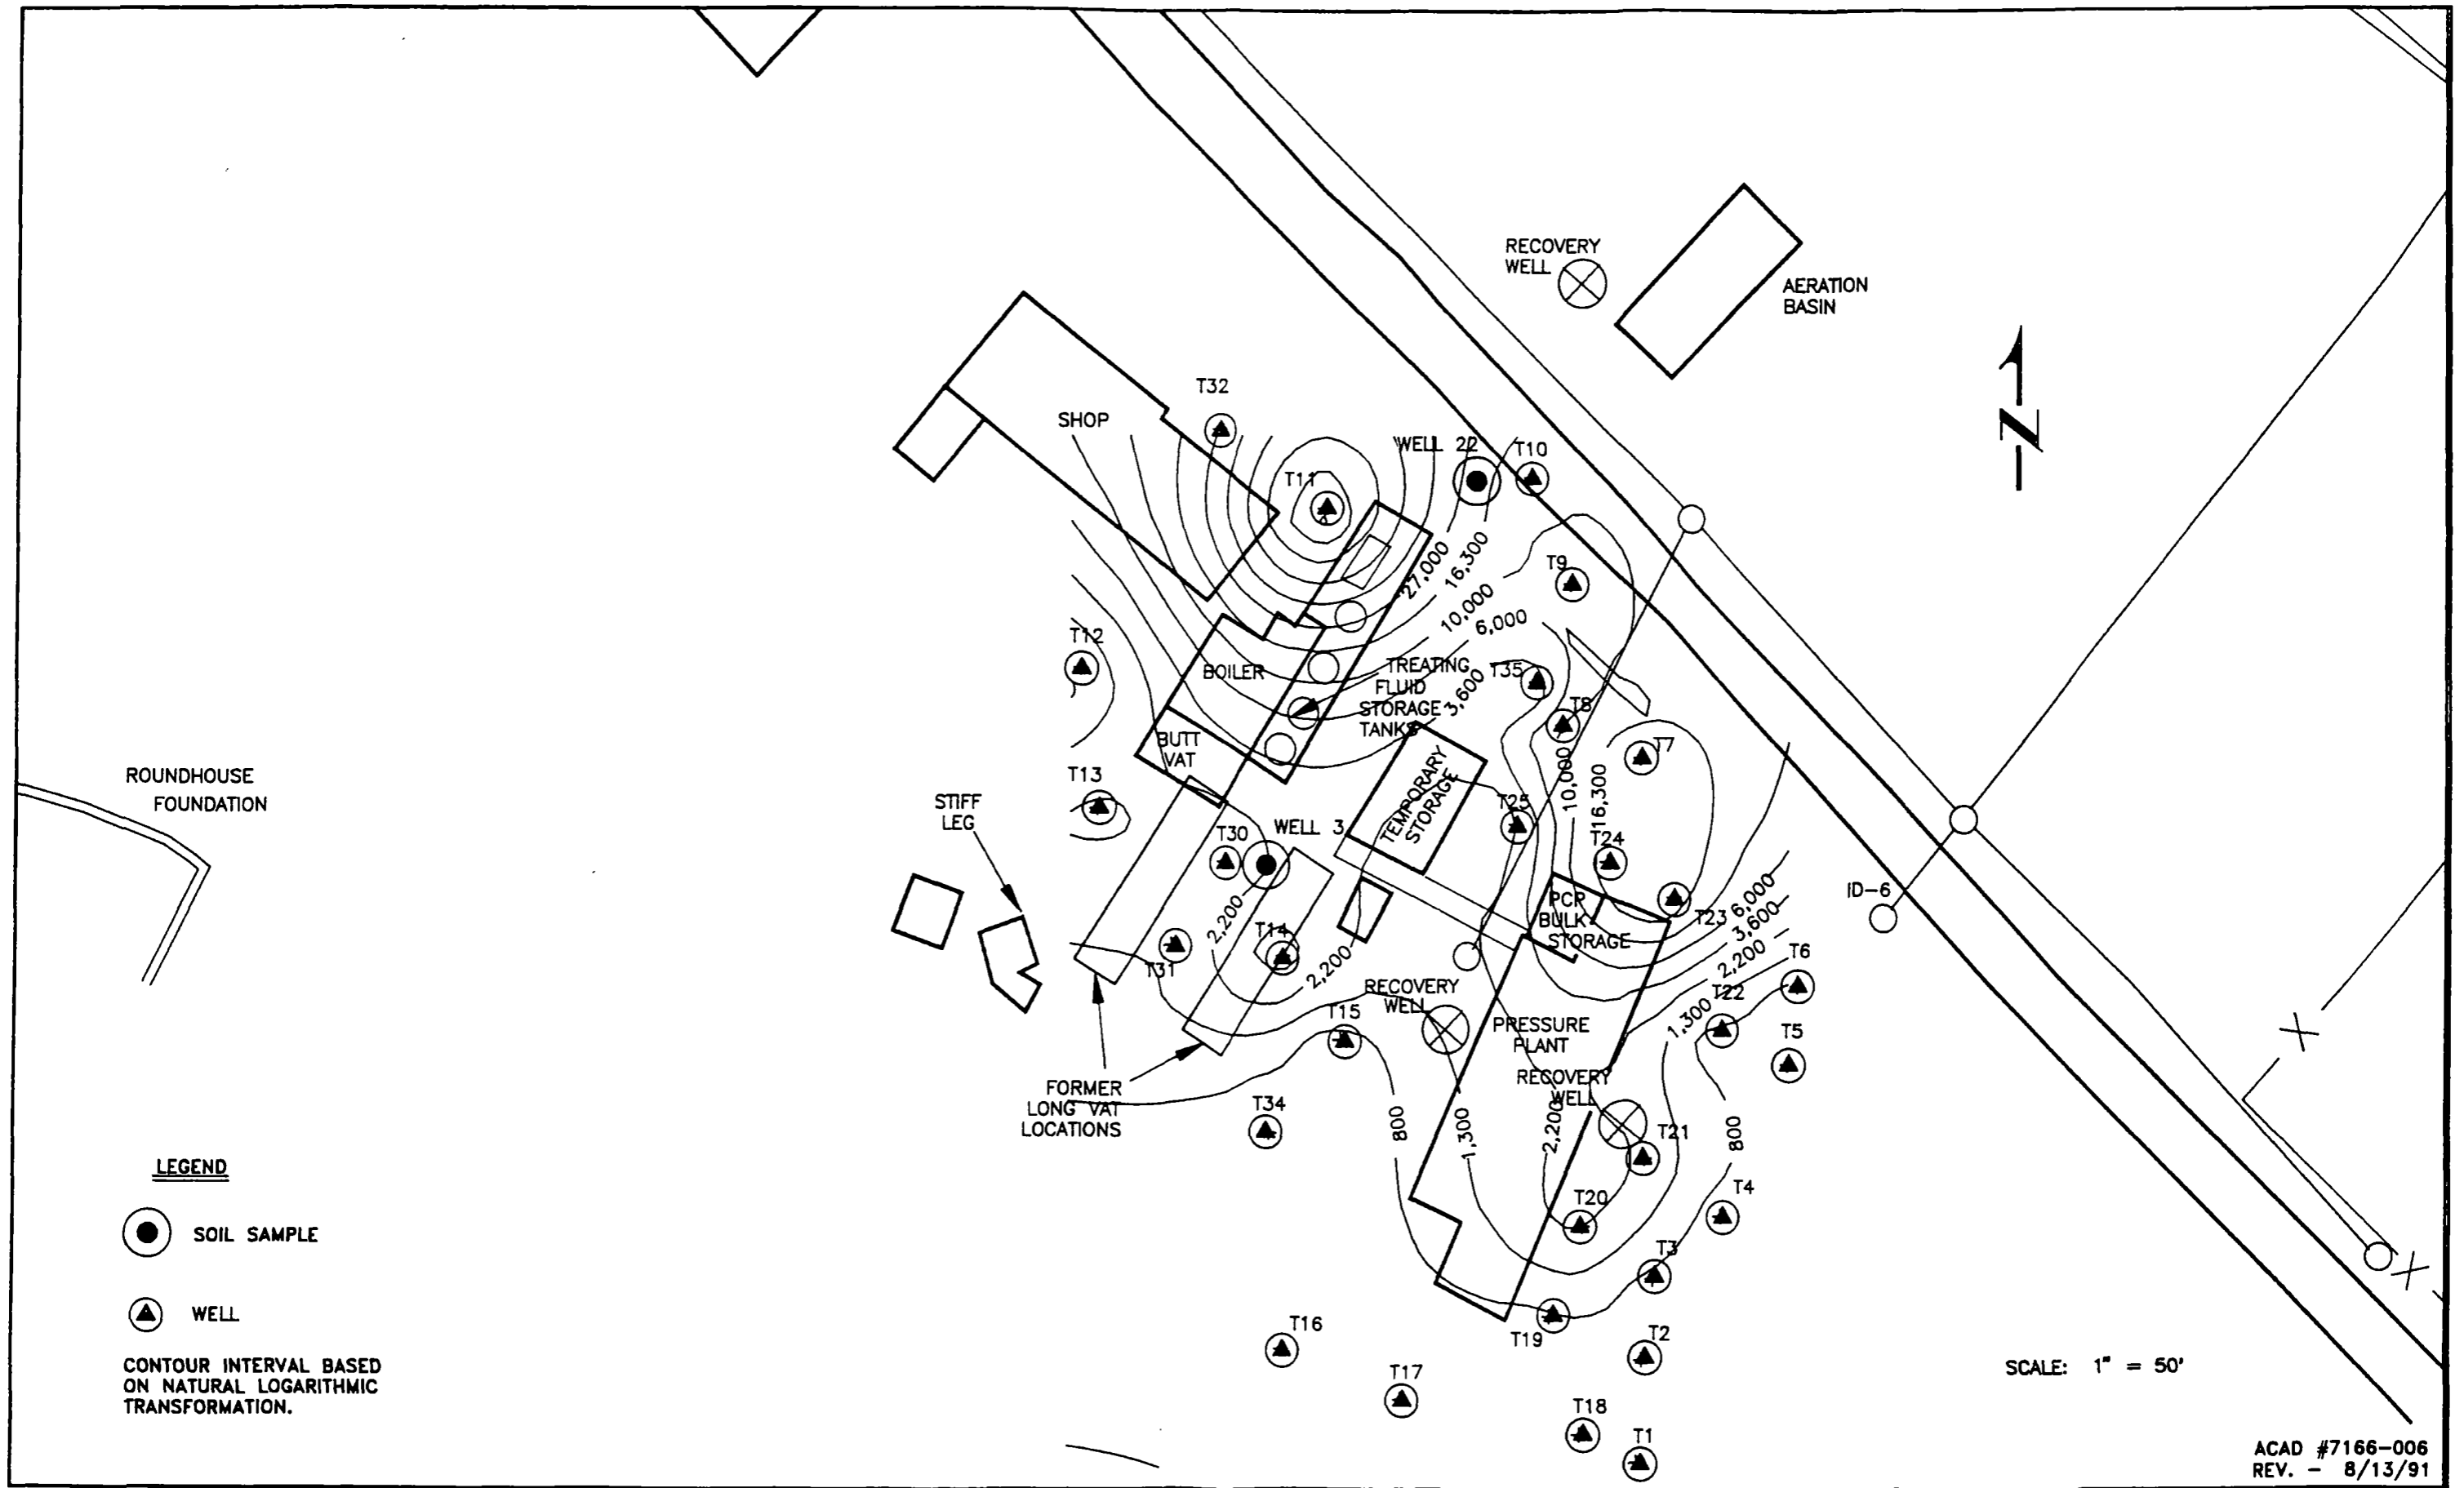 RECOVERY
WELL
AERATION
BASIN
N
T32
SHOP
WELL 22
T10
T11
T9
27,000
16,300
10,000
6,000
T12
BOILER
TREATING
FLUID
STORAGE
TANKS
3,600
T35
T8
T7
BUTT
VAT
ROUNDHOUSE
FOUNDATION
T13
STIFF
LEG
TEMPORARY
STORAGE
10,000
16,300
T25
T30
WELL 3
T24
2,200
PCP
BULK
STORAGE
T23
6,000
3,600
2,200
ID-6
T14
T31
2,200
T6
RECOVERY
WELL
T22
1,300
T15
PRESSURE
PLANT
T5
RECOVERY
WELL
FORMER
LONG VAT
LOCATIONS
T34
800
1,300
2,200
T21
800
T20
T4
T3
LEGEND
SOIL SAMPLE
WELL
CONTOUR INTERVAL BASED
ON NATURAL LOGARITHMIC
TRANSFORMATION.
T16
T19
T2
T17
T18
T1
SCALE: 1" = 50'
ACAD #7166-006
REV. - 8/13/91